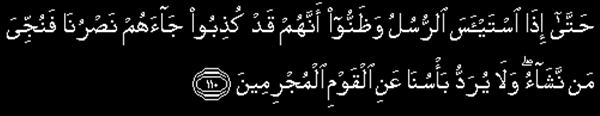 حَتَّىٰٓ إِذَا ٱسْتَيْـَٔسَ ٱلرُّسُلُ وَظَنُّوٓا۟ أَنَّهُمْ قَدْ كُذِبُوا۟ جَآءَهُمْ نَصْرُنَا فَنُجِّىَ
مَن نَّشَآءُ ۖ وَلَا يُرَدُّ بَأْسُنَا عَنِ ٱلْقَوْمِ ٱلْمُجْرِمِينَ ١١٠